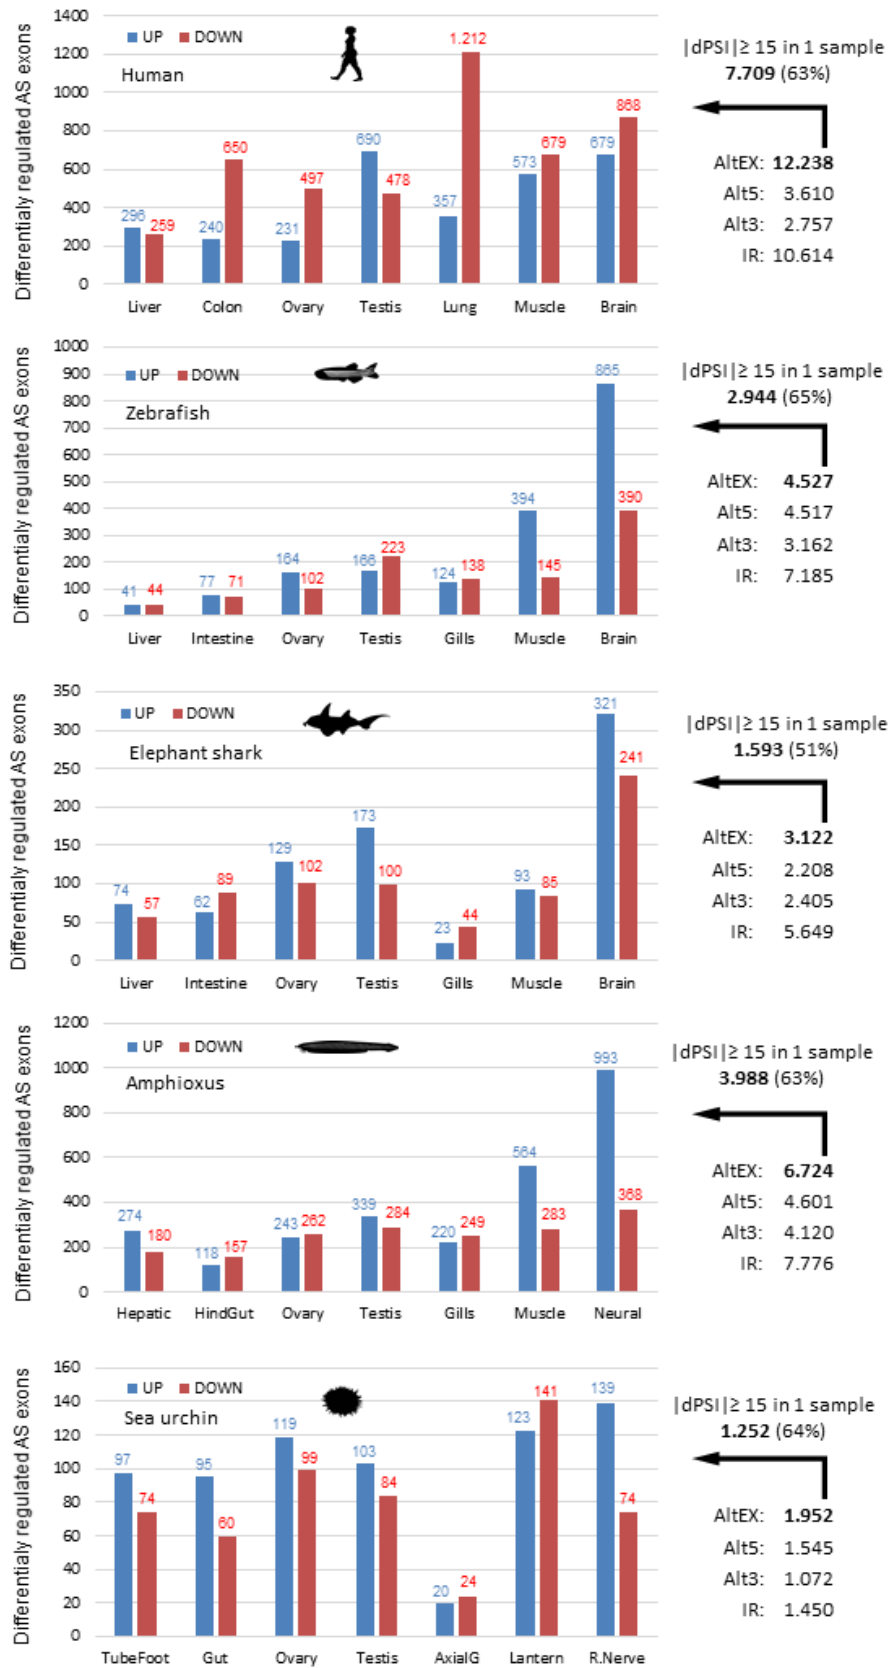 1400
1200
1000
800
600
400
200
0
Differentialy regulated AS exons
UP DOWN
Human
296 259 240 650 231 497 690 478 357 1.212 573 679 679 868
Liver Colon Ovary Testis Lung Muscle Brain
|dPSI|≥ 15 in 1 sample
7.709 (63%)
AltEX: 12.238
Alt5: 3.610
Alt3: 2.757
IR: 10.614
1000
900
800
700
600
500
400
300
200
100
0
Differentialy regulated AS exons
UP DOWN
Zebrafish
41 44 77 71 164 102 166 223 124 138 394 145 865 390
Liver Intestine Ovary Testis Gills Muscle Brain
|dPSI|≥ 15 in 1 sample
2.944 (65%)
AltEX: 4.527
Alt5: 4.517
Alt3: 3.162
IR: 7.185
350
300
250
200
150
100
50
0
Differentialy regulated AS exons
UP DOWN
Elephant shark
74 57 62 89 129 102 173 100 23 44 93 85 321 241
Liver Intestine Ovary Testis Gills Muscle Brain
|dPSI|≥ 15 in 1 sample
1.593 (51%)
AltEX: 3.122
Alt5: 2.208
Alt3: 2.405
IR: 5.649
1200
1000
800
600
400
200
0
Differentialy regulated AS exons
UP DOWN
Amphioxus
274 180 118 157 243 262 339 284 220 249 564 283 993 368
Hepatic HindGut Ovary Testis Gills Muscle Neural
|dPSI|≥ 15 in 1 sample
3.988 (63%)
AltEX: 6.724
Alt5: 4.601
Alt3: 4.120
IR: 7.776
160
140
120
100
80
60
40
20
0
Differentialy regulated AS exons
UP DOWN
Sea urchin
97 74 95 60 119 99 103 84 20 24 123 141 139 74
TubeFoot Gut Ovary Testis AxialG Lantern R.Nerve
|dPSI|≥ 15 in 1 sample
1.252 (64%)
AltEX: 1.952
Alt5: 1.545
Alt3: 1.072
IR: 1.450